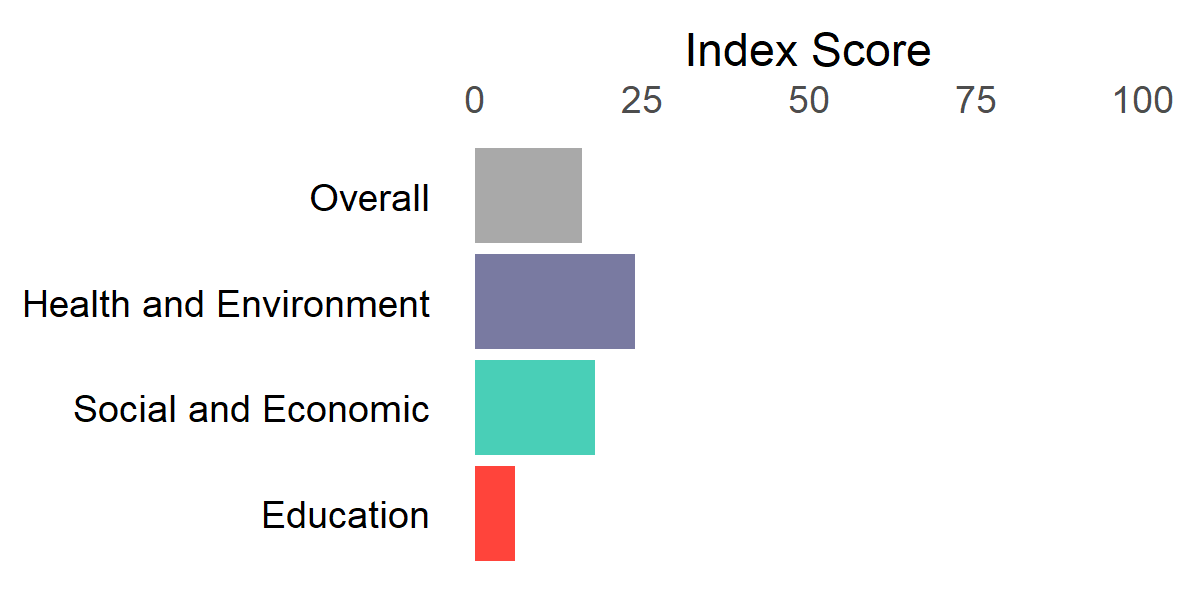 Index Score
0 25 50 75 100
Overall
Health and Environment
Social and Economic
Education